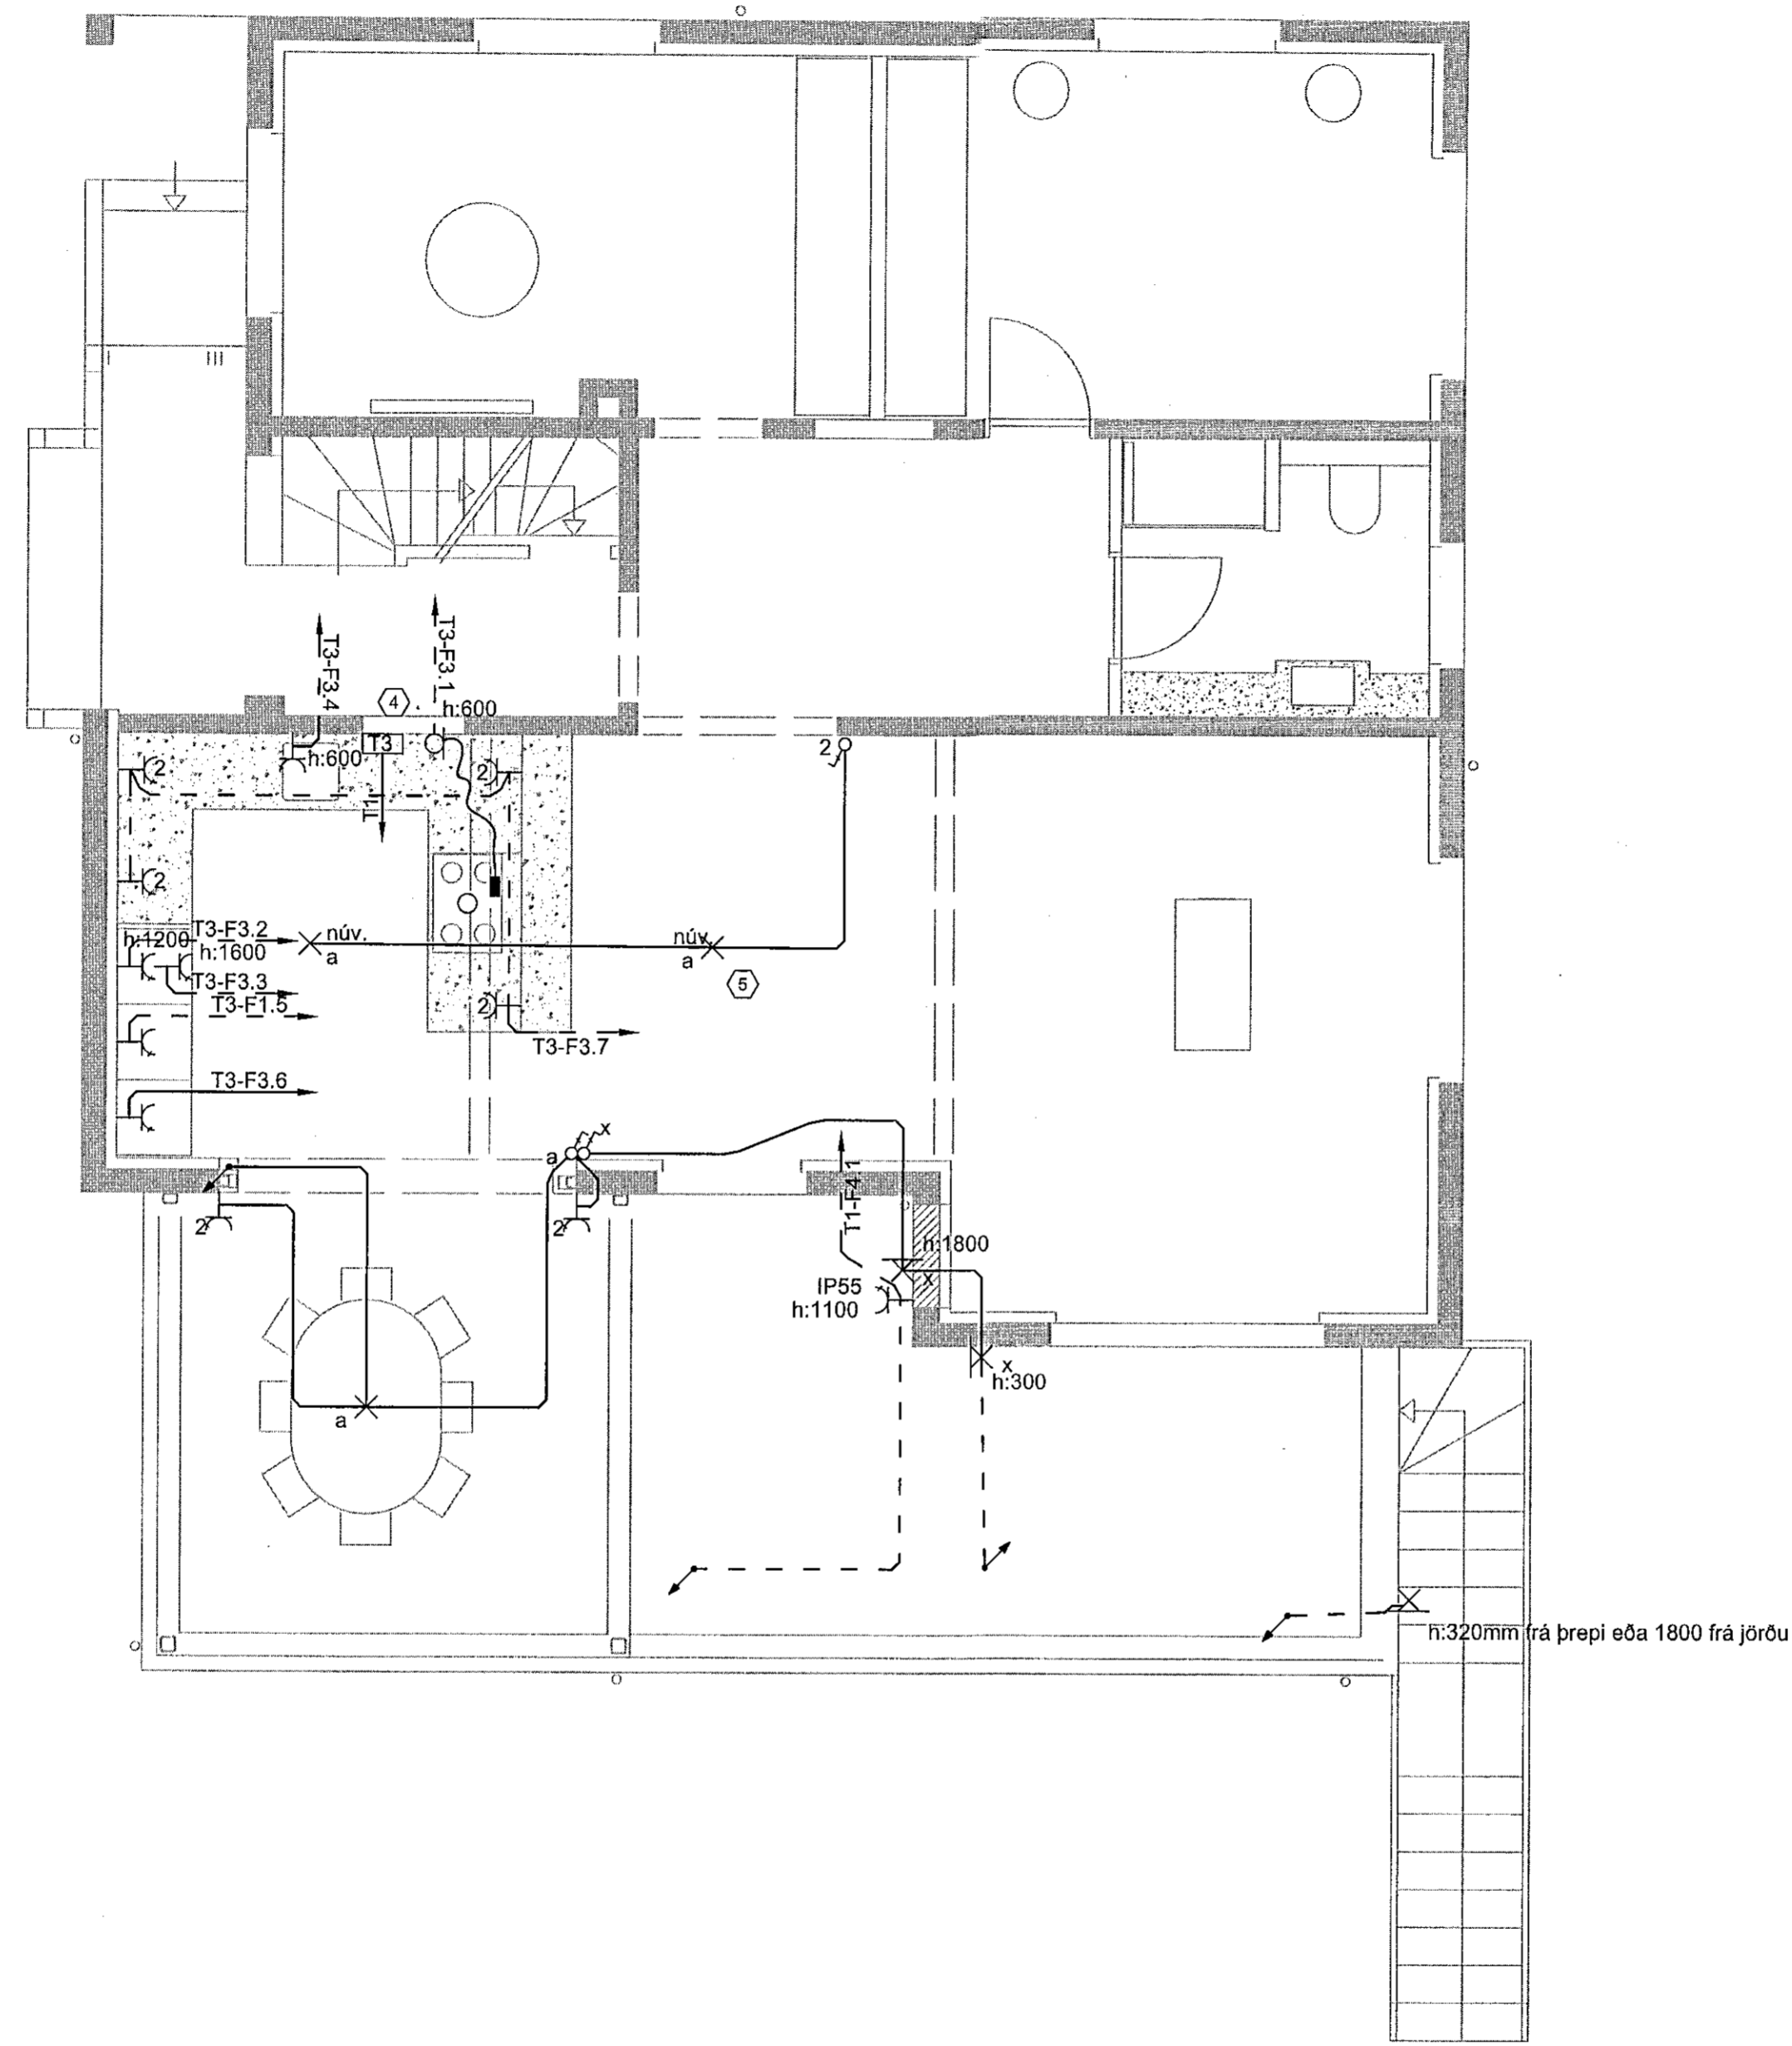 T3-F3.4
T3-F3.1
4
h:600
T3
h:600
2
2
2
T1
2
T3-F3.2
núv.
núv.
h:1200
h:1600
a
a
T3-F3.3
5
T3-F1.5
2
T3-F3.7
T3-F3.6
x
a
T1-F4.1
2
2
h:1800
x
IP55
h:1100
x
h:300
a
h:320mm frá þrepi eða 1800 frá jörðu